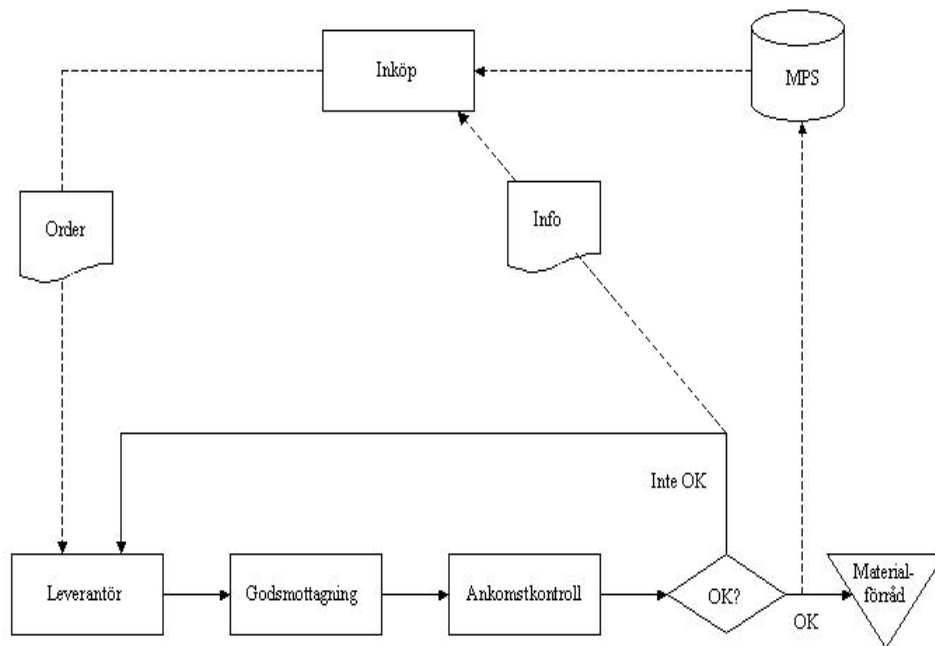 Inköp
MPS
Order
Info
Inte OK
Leverantör
Godsmottagning
Ankomstkontroll
OK?
OK
Material-
förråd